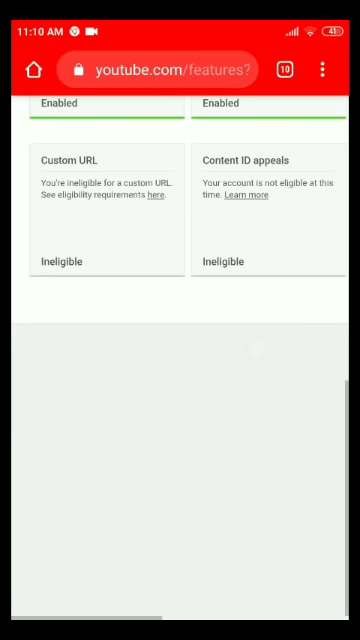 11:10 AM
41
youtube.com/features?
10
Enabled
Enabled
Custom URL
You're ineligible for a custom URL.
See eligibility requirements here.
Ineligible
Content ID appeals
Your account is not eligible at this
time. Learn more
Ineligible